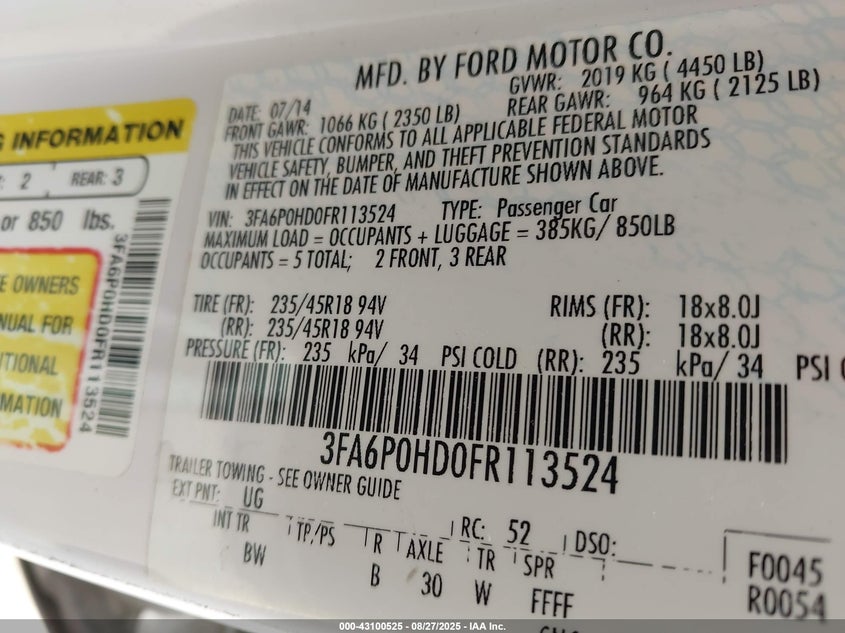 MFD. BY FORD MOTOR CO.
DATE: 07/14
GVWR: 2019 KG ( 4450 LB)
FRONT GAWR: 1066 KG ( 2350 LB)
REAR GAWR: 964 KG ( 2125 LB)
THIS VEHICLE CONFORMS TO ALL APPLICABLE FEDERAL MOTOR
VEHICLE SAFETY, BUMPER, AND THEFT PREVENTION STANDARDS
IN EFFECT ON THE DATE OF MANUFACTURE SHOWN ABOVE.
VIN: 3FA6P0HD0FR113524 TYPE: Passenger Car
MAXIMUM LOAD = OCCUPANTS + LUGGAGE = 385KG/ 850LB
OCCUPANTS = 5 TOTAL; 2 FRONT, 3 REAR
TIRE (FR): 235/45R18 94V RIMS (FR): 18x8.0J
(RR): 235/45R18 94V (RR): 18x8.0J
PRESSURE (FR): 235 kPa/ 34 PSI COLD (RR): 235 kPa/ 34 PSI
3FA6P0HD0FR113524
TRAILER TOWING - SEE OWNER GUIDE
EXT PNT: UG RC: 52 DSO:
INT TR TP/PS R AXLE TR SPR
BW B 30 W FFFF
F0045
R0054
INFORMATION
2 REAR: 3
or 850 lbs.
3FA6P0HD0FR113524
OWNERS
FOR
000-43100525 | 08/27/2025 | IAA Inc.